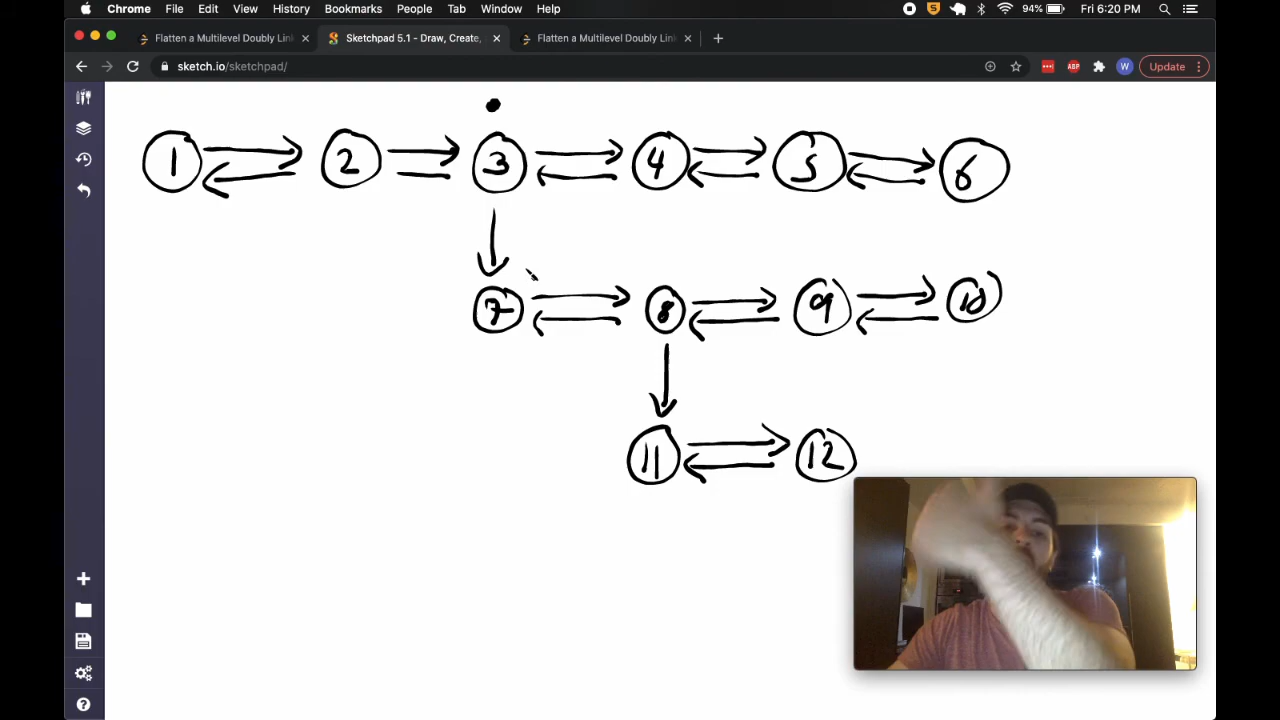 Chrome File Edit View History Bookmarks People Tab Window Help 94% Fri 6:20 PM
Flatten a Multilevel Doubly Lin Sketchpad 5.1 - Draw, Create, Flatten a Multilevel Doubly Lin
sketch.io/sketchpad/ ABP W Update
1 2 3 4 5 6
7 8 9 10
11 12